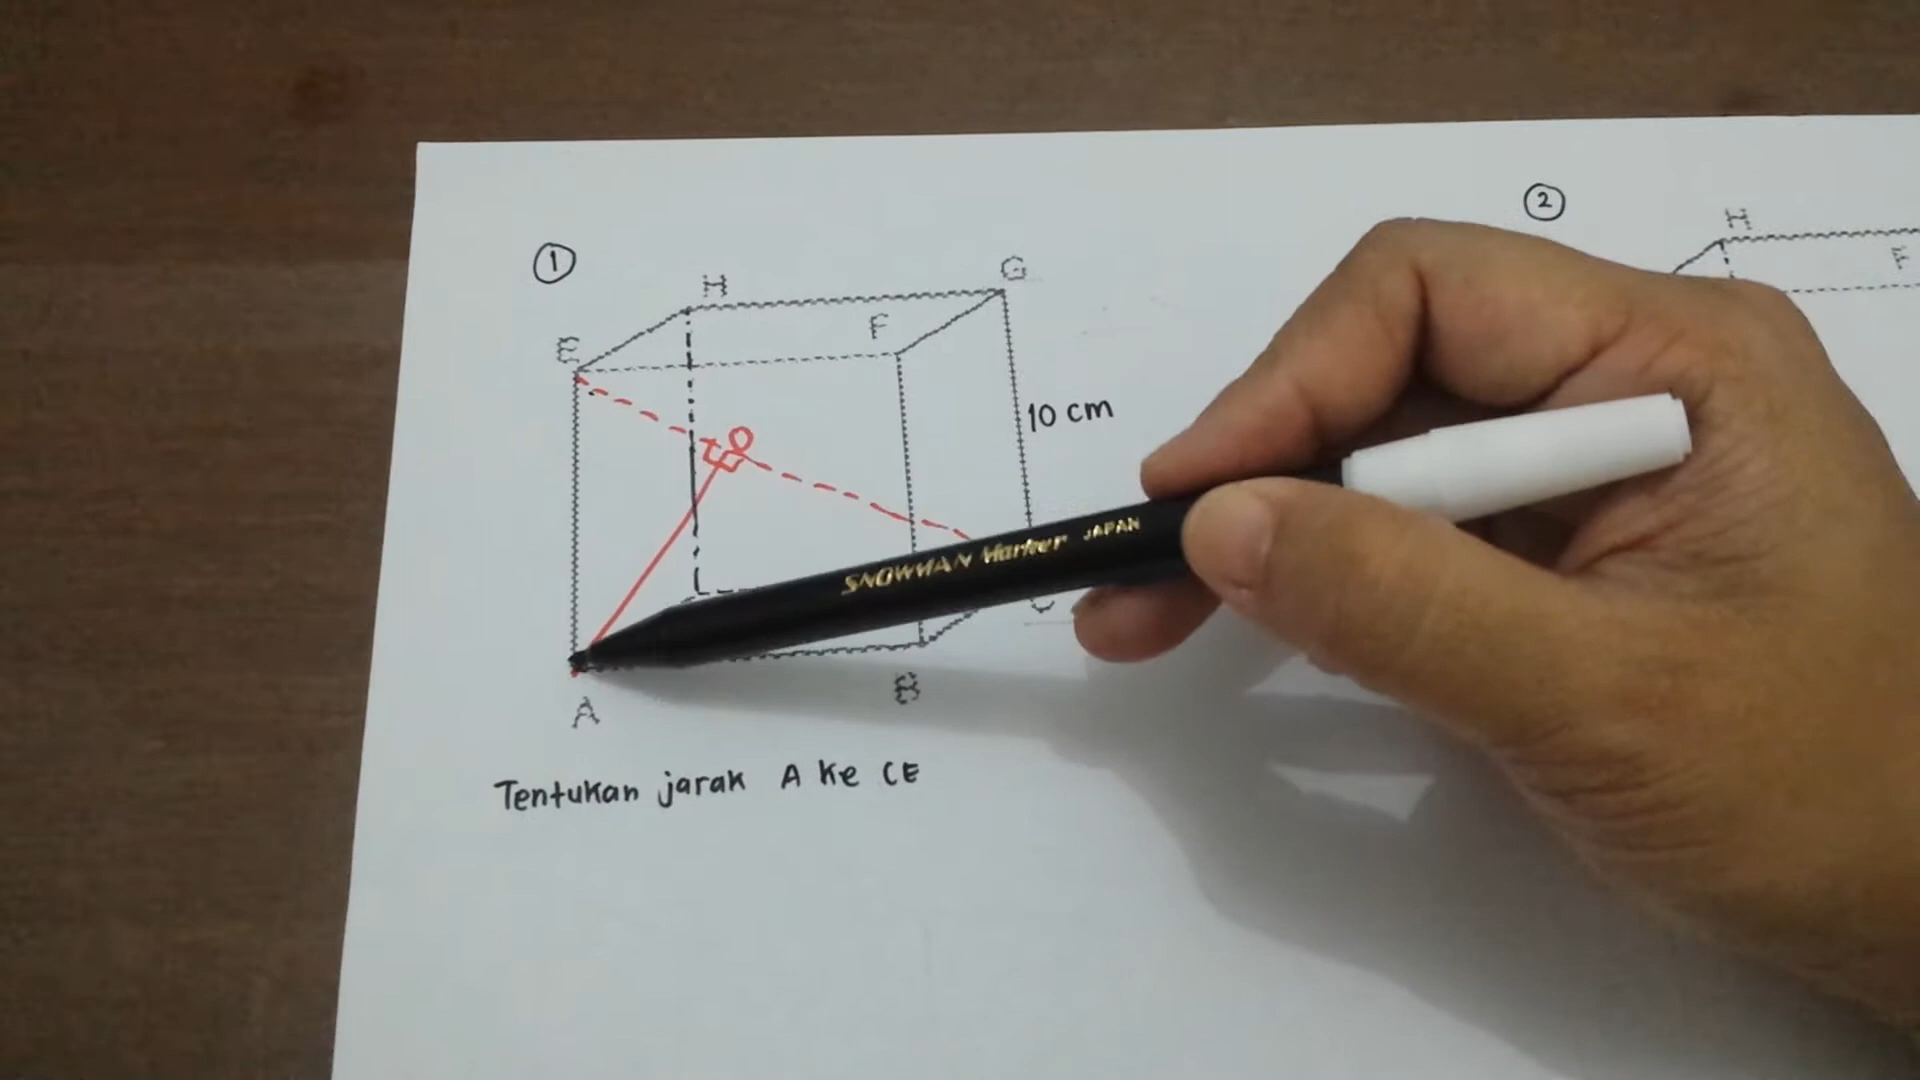 1
2
H
G
H
E
F
10 cm
O
SNOWMAN Marker JAPAN
A
B
Tentukan jarak A ke CE